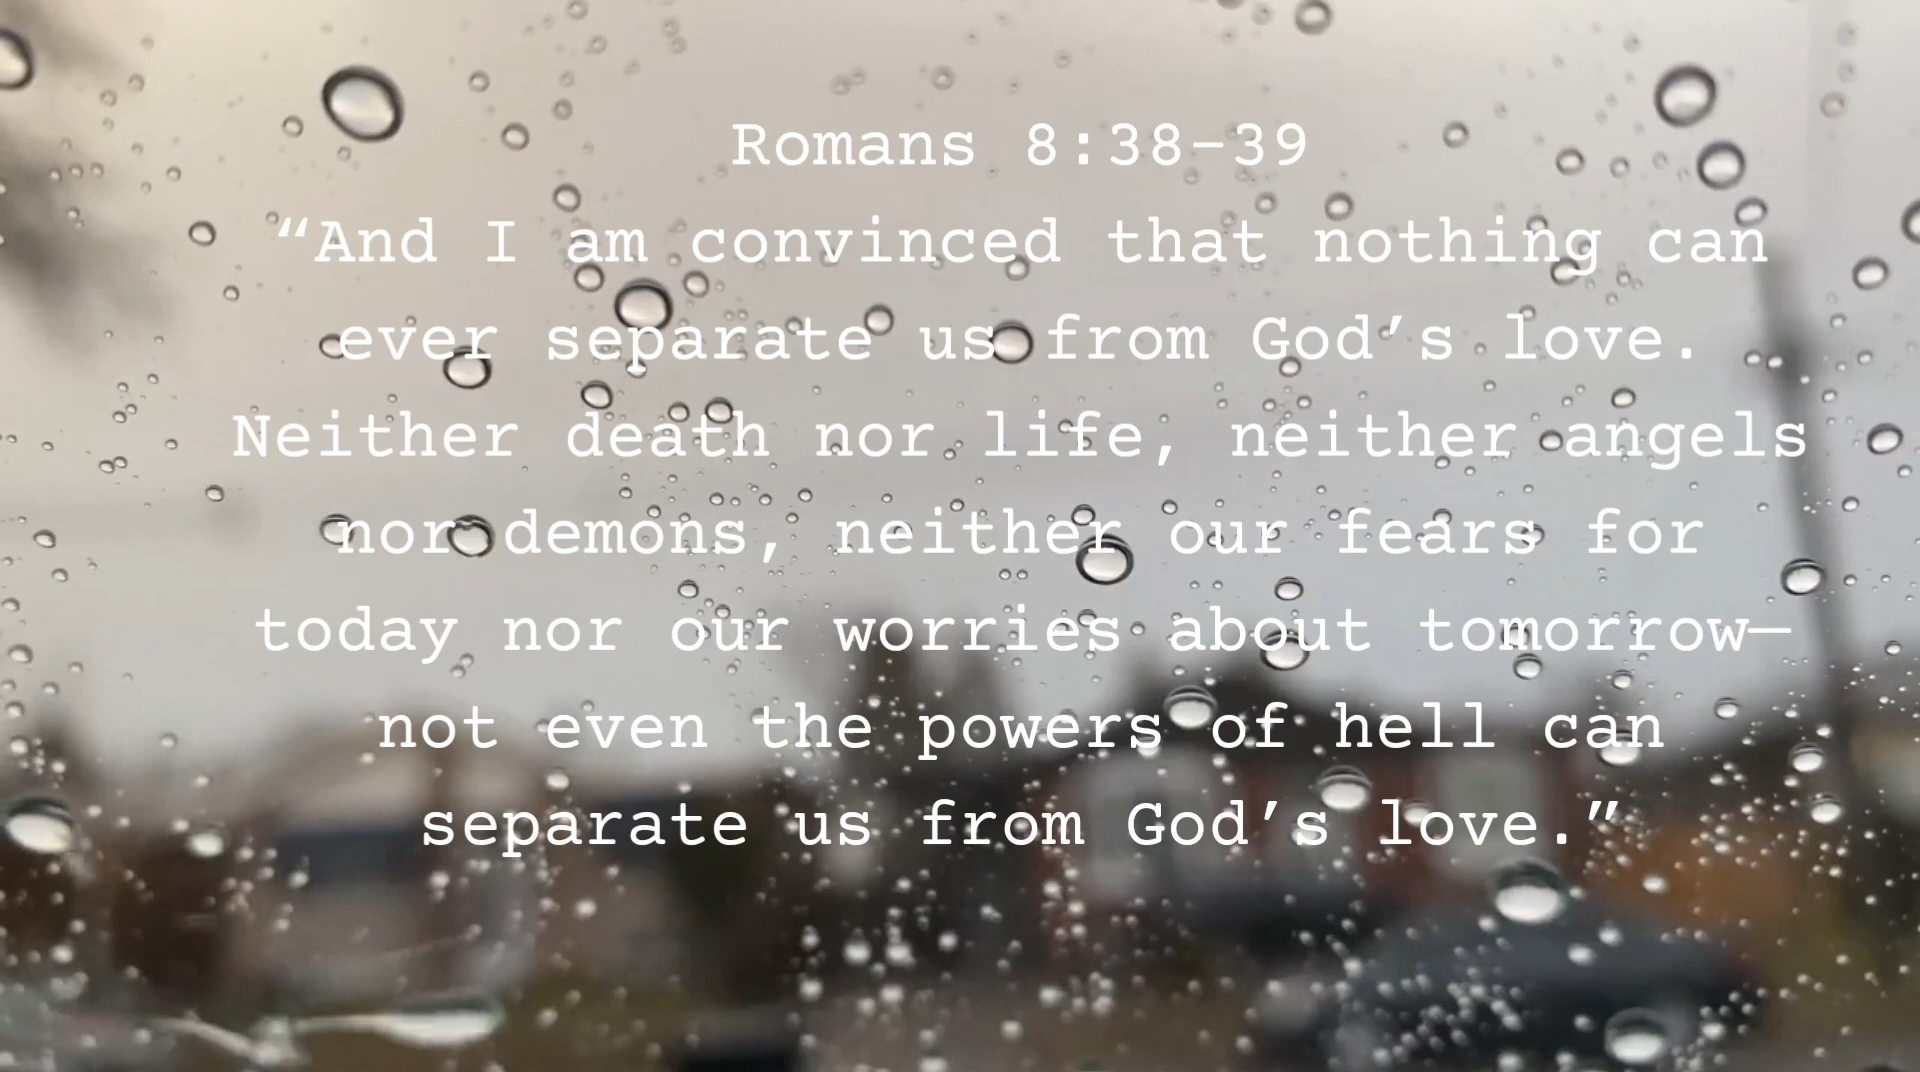 Romans 8:38-39
“And I am convinced that nothing can
ever separate us from God’s love.
Neither death nor life, neither angels
nor demons, neither our fears for
today nor our worries about tomorrow—
not even the powers of hell can
separate us from God’s love.”